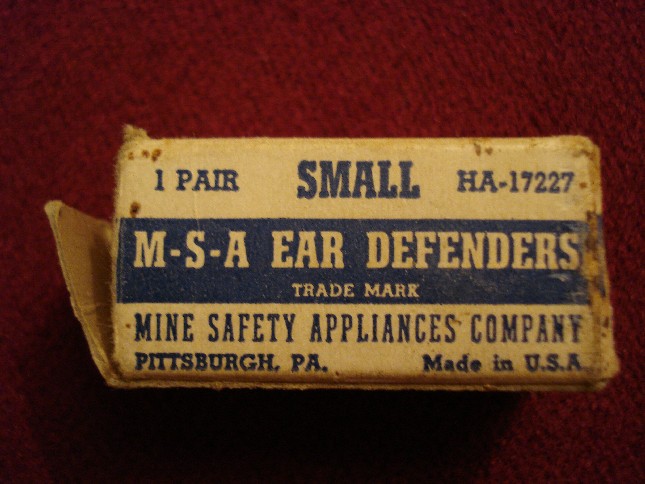 1 PAIR SMALL HA-17227
M-S-A EAR DEFENDERS
TRADE MARK
MINE SAFETY APPLIANCES COMPANY
PITTSBURGH, PA. Made in U.S.A.